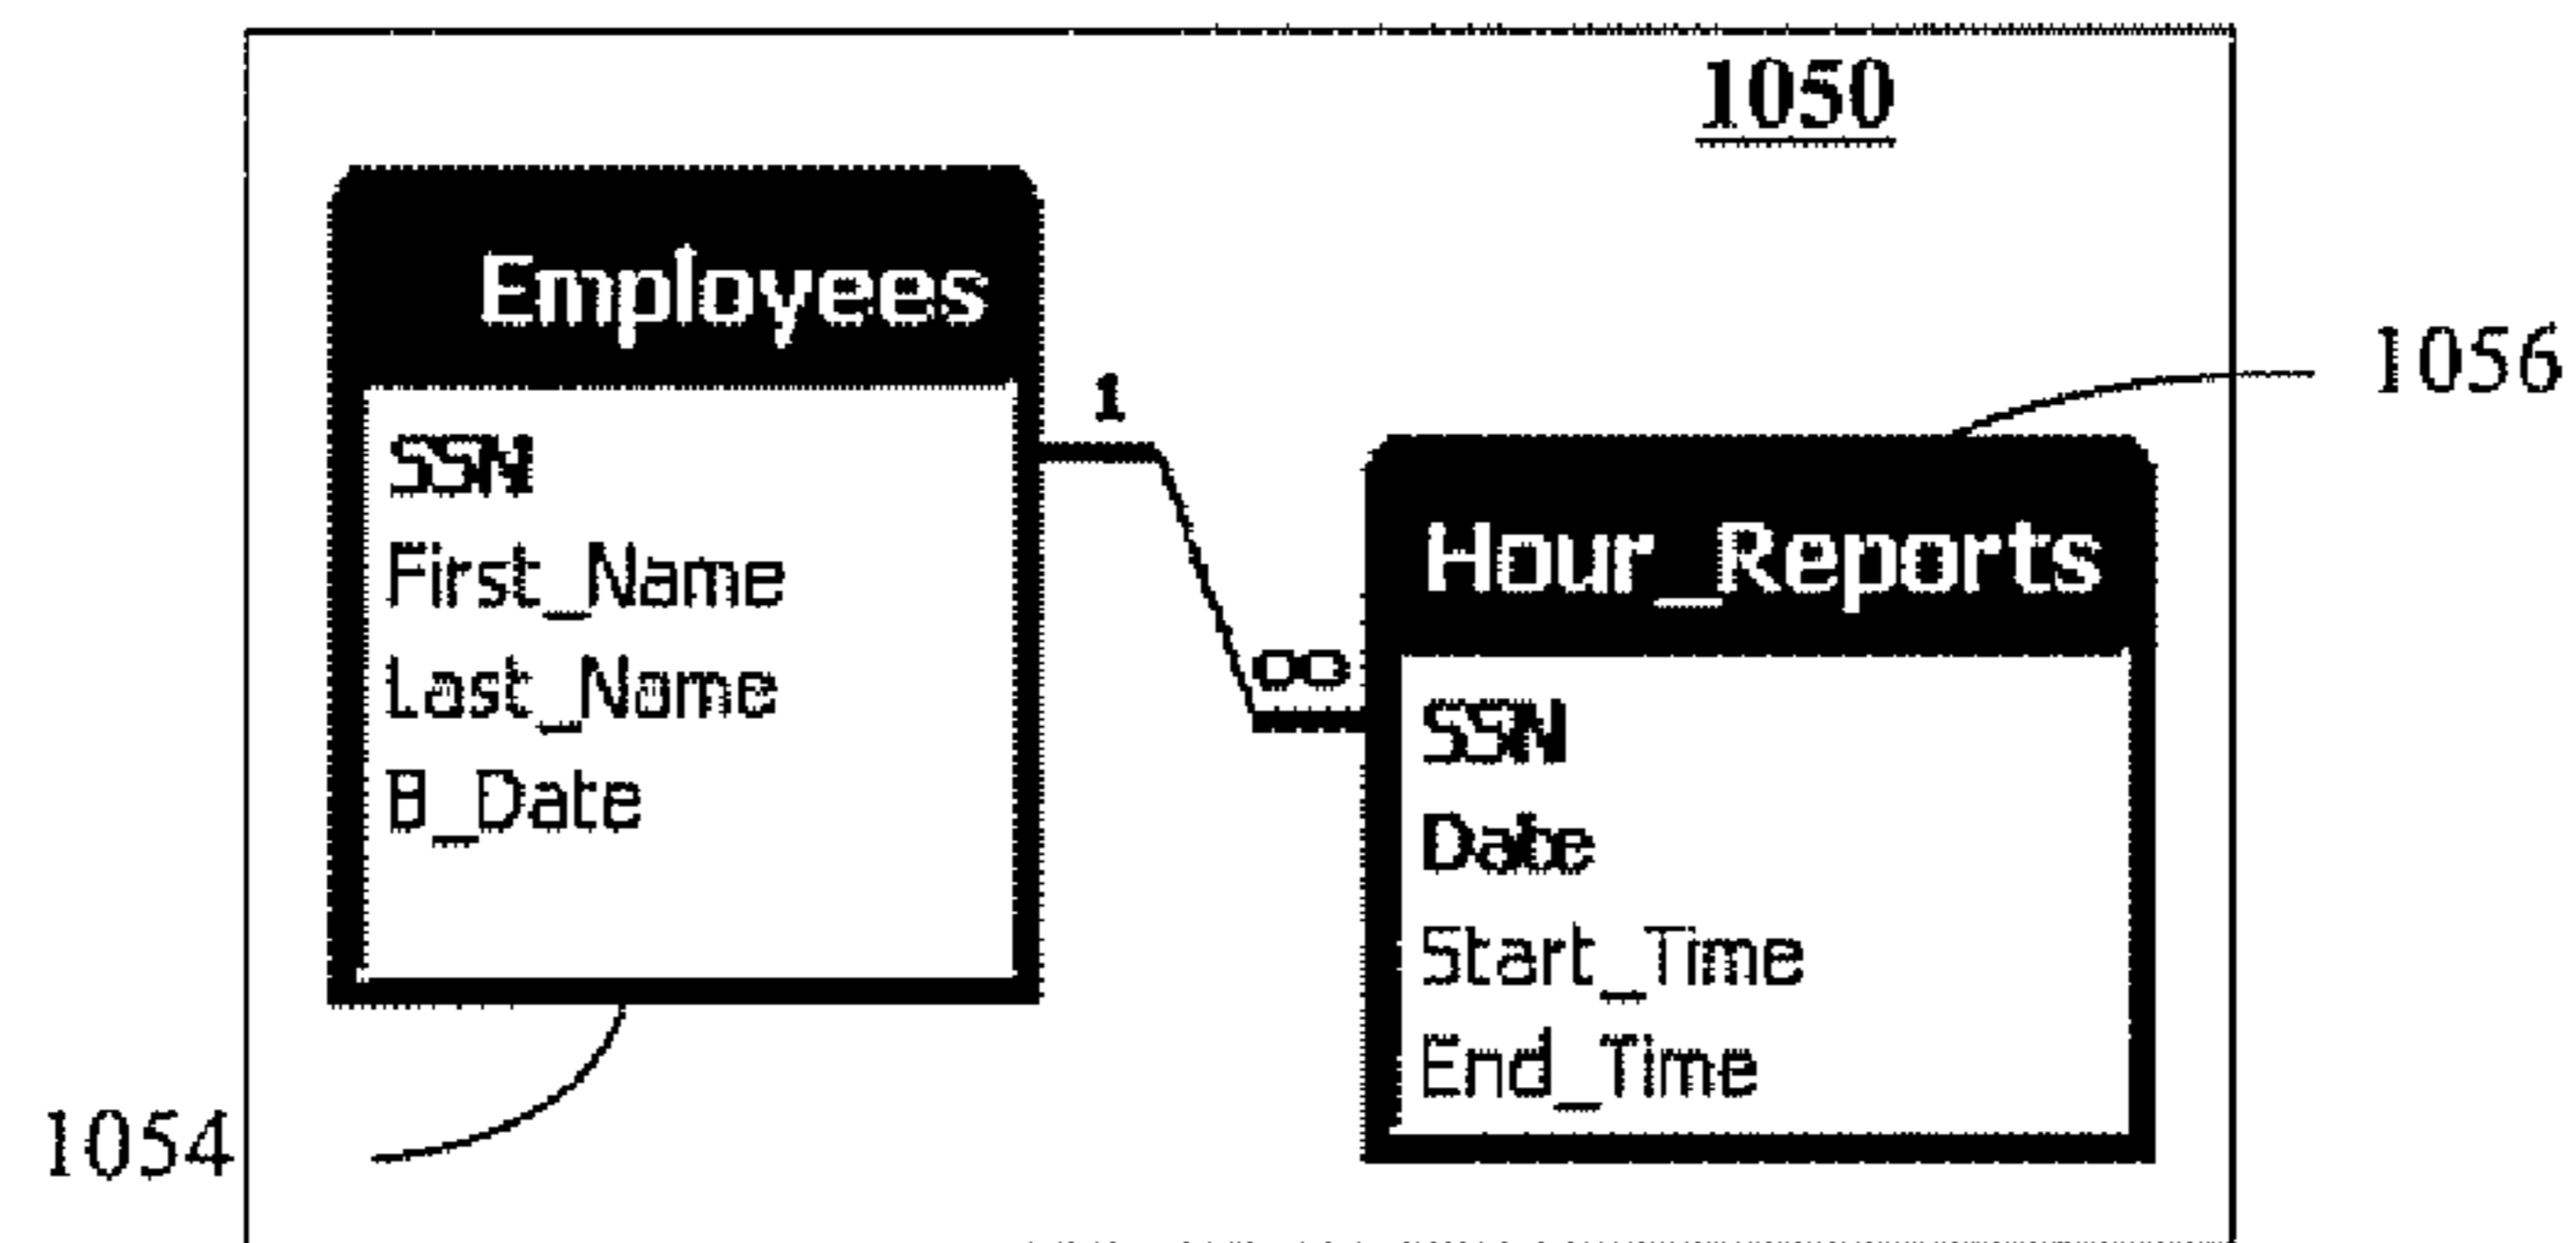 1050
Employees
SSN
First_Name
Last_Name
B_Date
1
∞
1056
Hour_Reports
SSN
Date
Start_Time
End_Time
1054